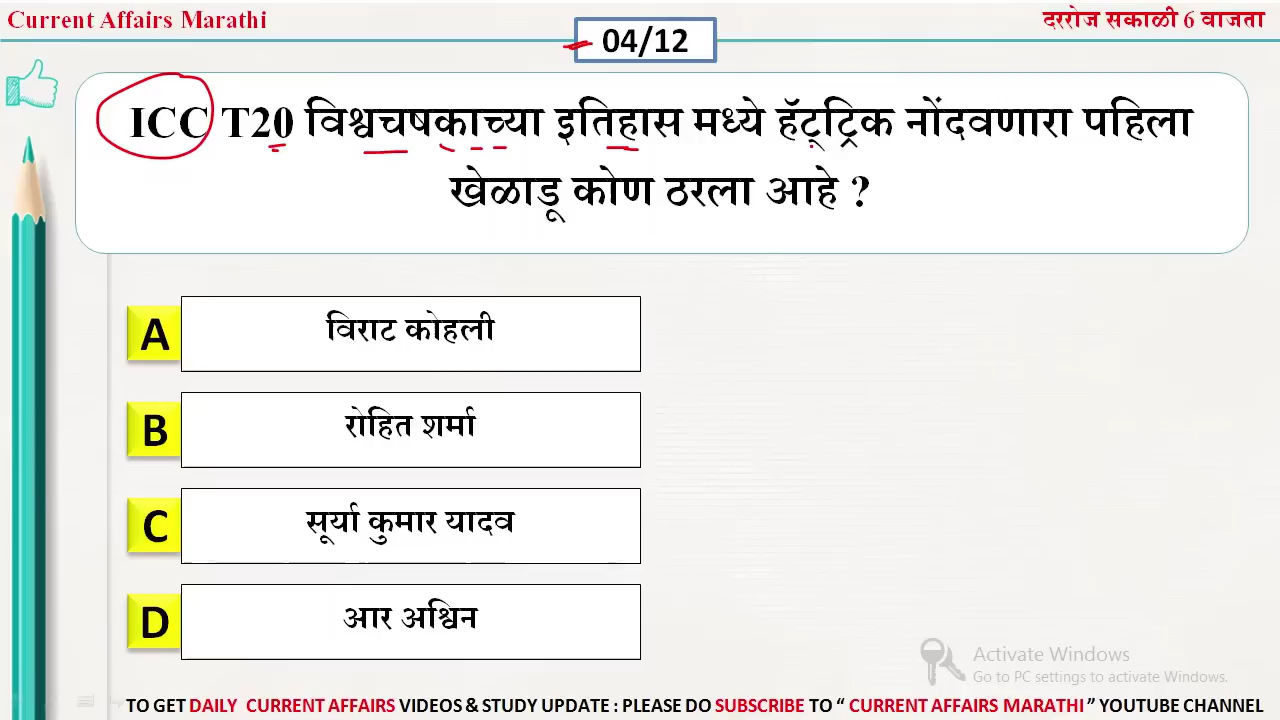 Current Affairs Marathi
दररोज सकाळी 6 वाजता
04/12
ICC T20 विश्वचषकाच्या इतिहास मध्ये हॅट्ट्रिक नोंदवणारा पहिला
खेळाडू कोण ठरला आहे ?
A विराट कोहली
B रोहित शर्मा
C सूर्या कुमार यादव
D आर अश्विन
Activate Windows
Go to PC settings to activate Windows.
TO GET DAILY CURRENT AFFAIRS VIDEOS & STUDY UPDATE : PLEASE DO SUBSCRIBE TO “ CURRENT AFFAIRS MARATHI ” YOUTUBE CHANNEL